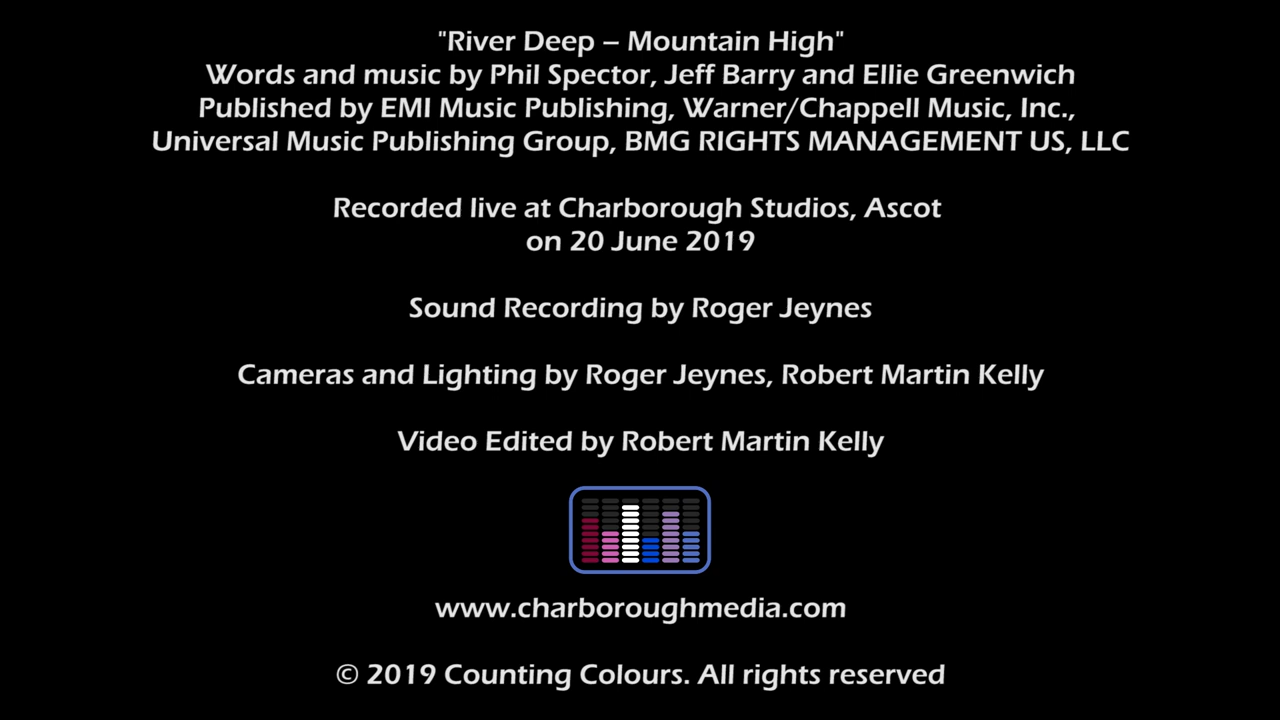 "River Deep – Mountain High"
Words and music by Phil Spector, Jeff Barry and Ellie Greenwich
Published by EMI Music Publishing, Warner/Chappell Music, Inc.,
Universal Music Publishing Group, BMG RIGHTS MANAGEMENT US, LLC
Recorded live at Charborough Studios, Ascot
on 20 June 2019
Sound Recording by Roger Jeynes
Cameras and Lighting by Roger Jeynes, Robert Martin Kelly
Video Edited by Robert Martin Kelly
www.charboroughmedia.com
© 2019 Counting Colours. All rights reserved